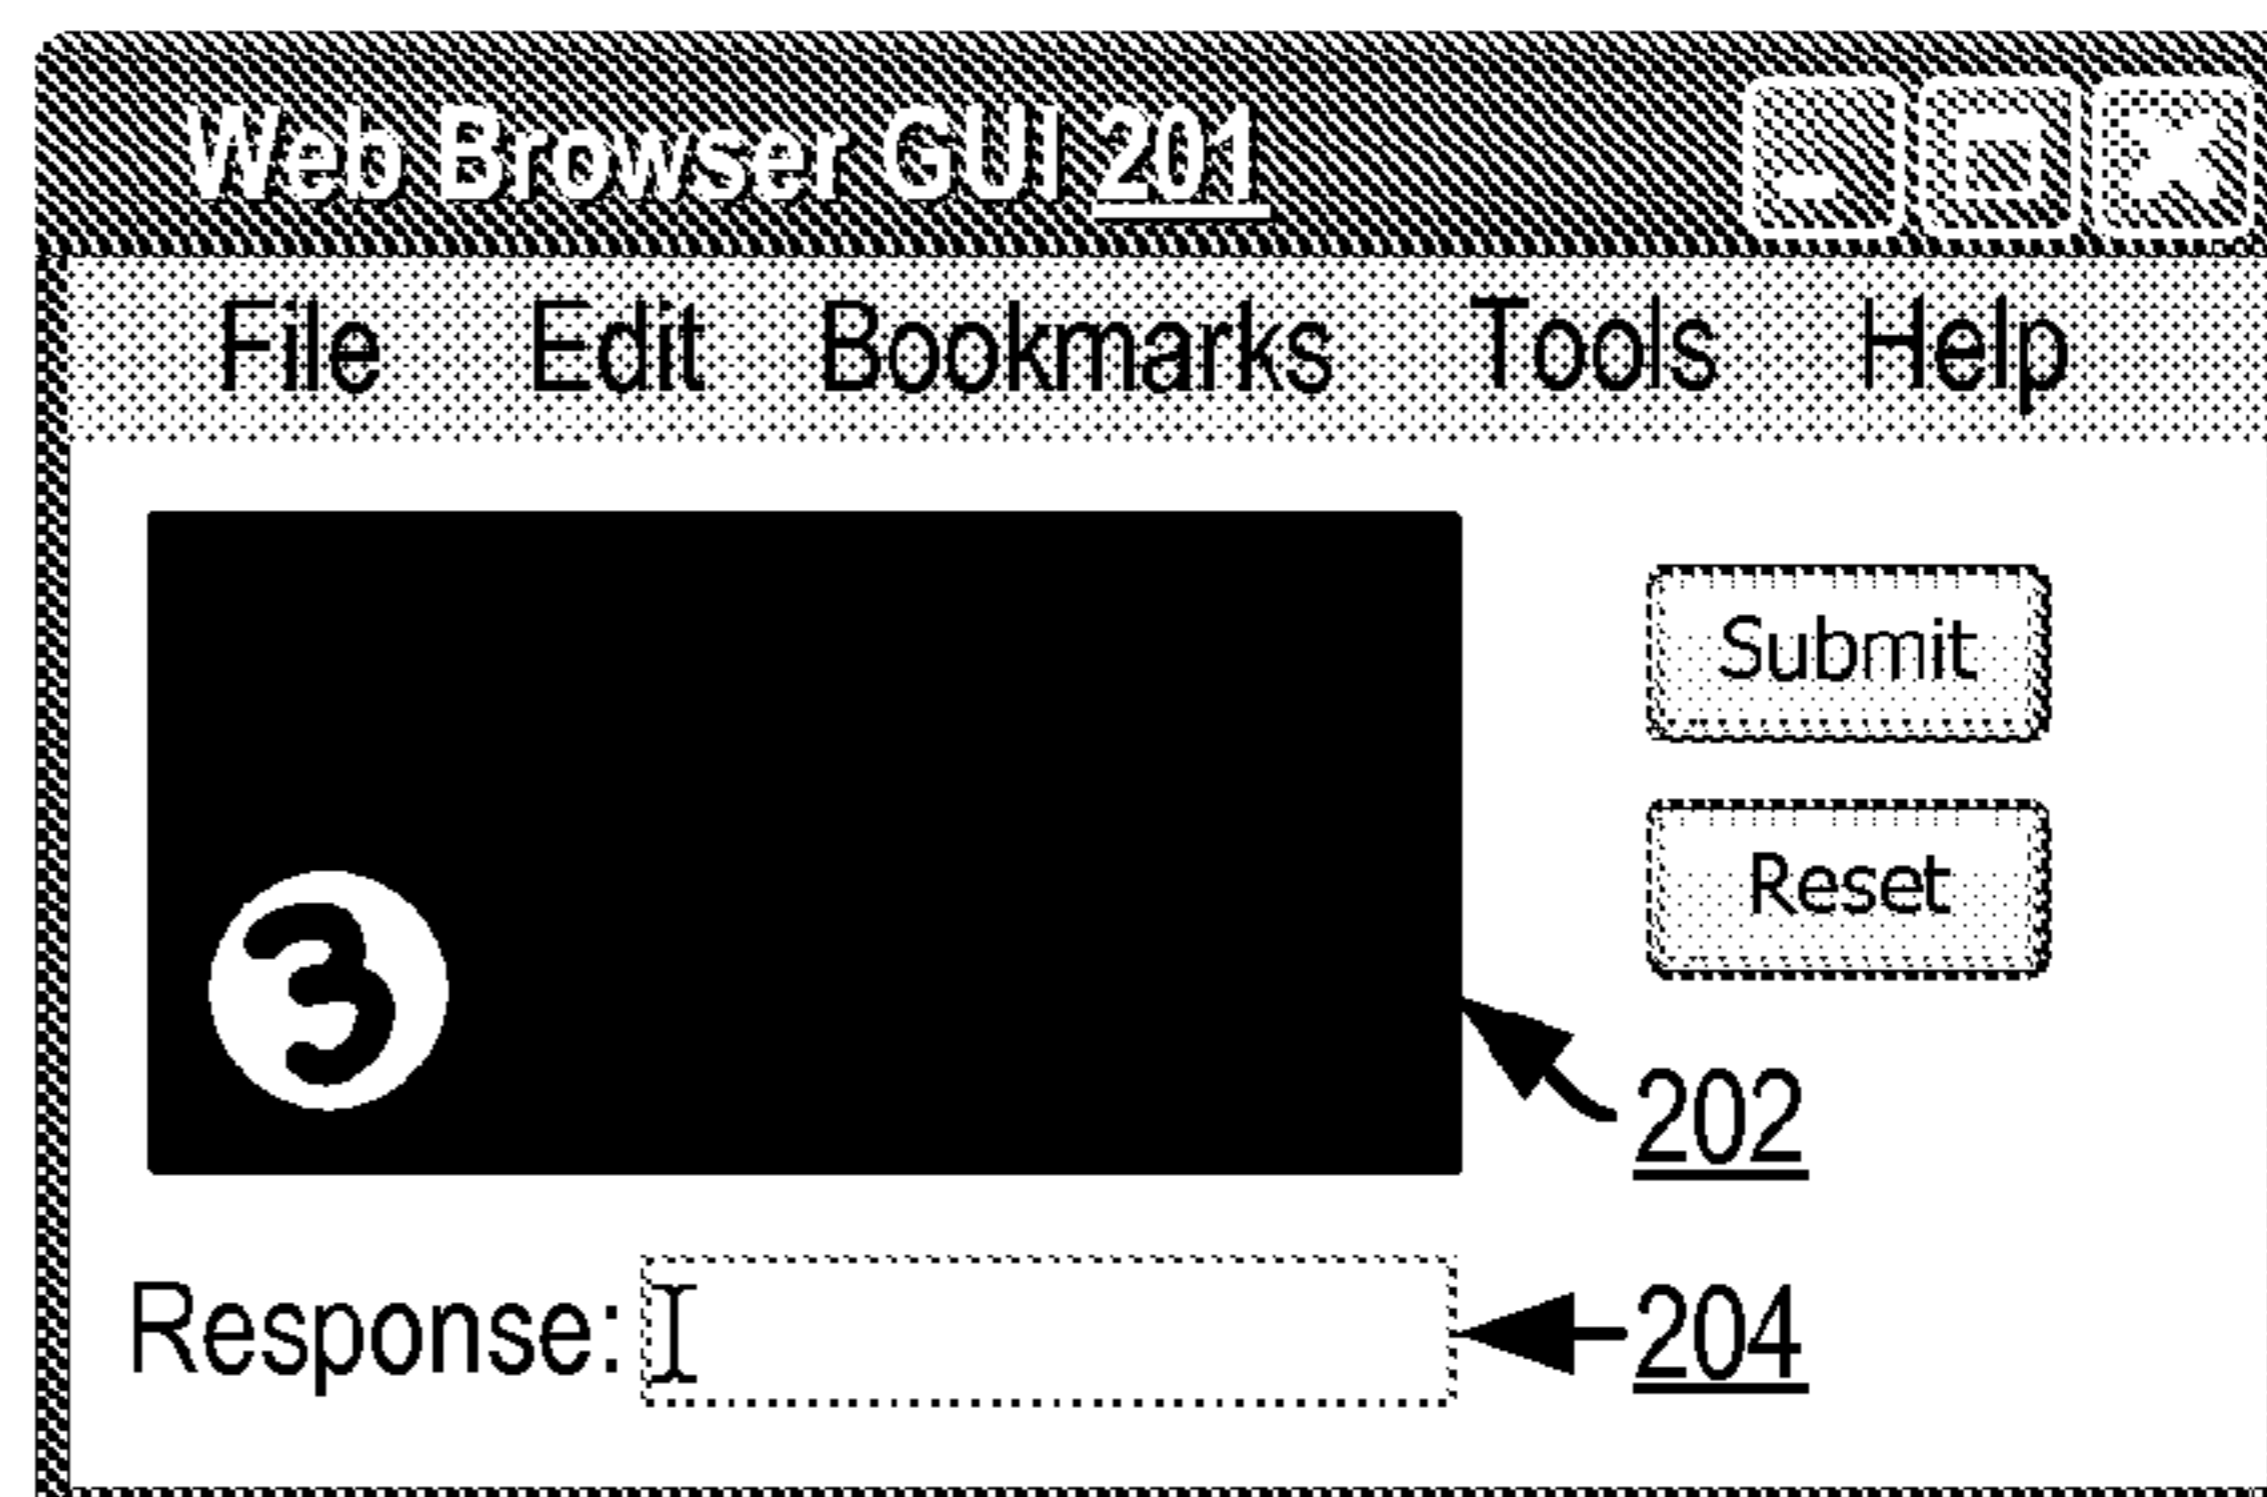 Web Browser GUI 201
File Edit Bookmarks Tools Help
Submit
Reset
3
202
Response:
204